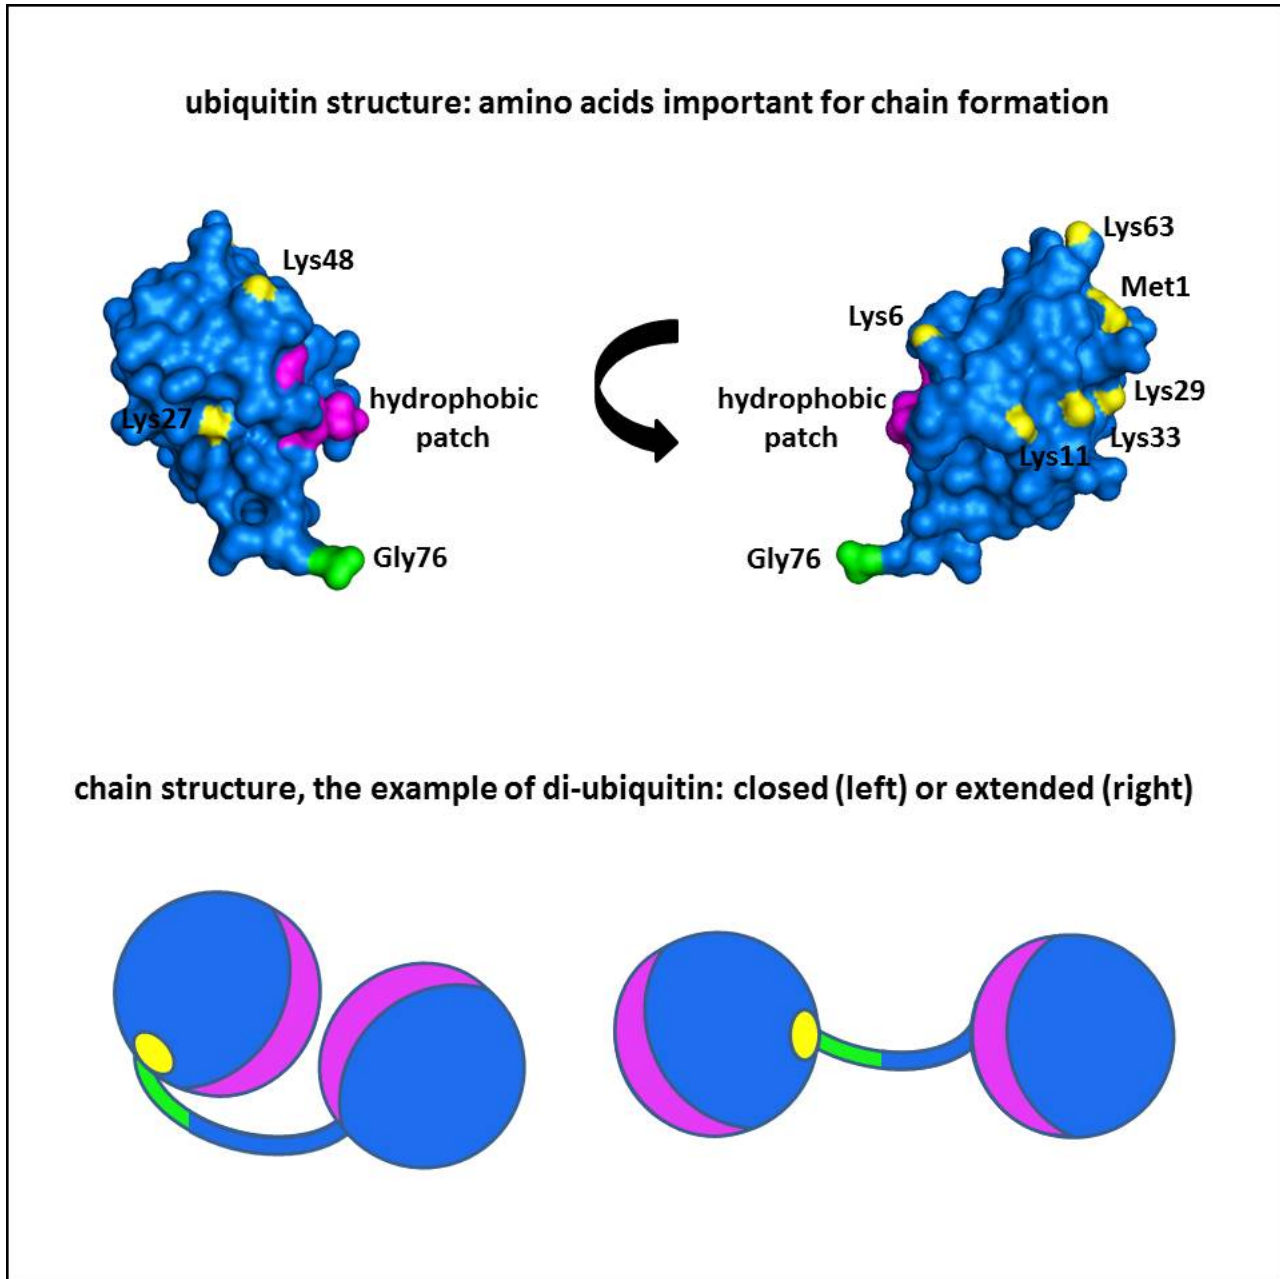 ubiquitin structure: amino acids important for chain formation
Lys48
Lys27
hydrophobic
patch
Gly76
Lys63
Met1
Lys6
hydrophobic
patch
Lys29
Lys33
Lys11
Gly76
chain structure, the example of di-ubiquitin: closed (left) or extended (right)